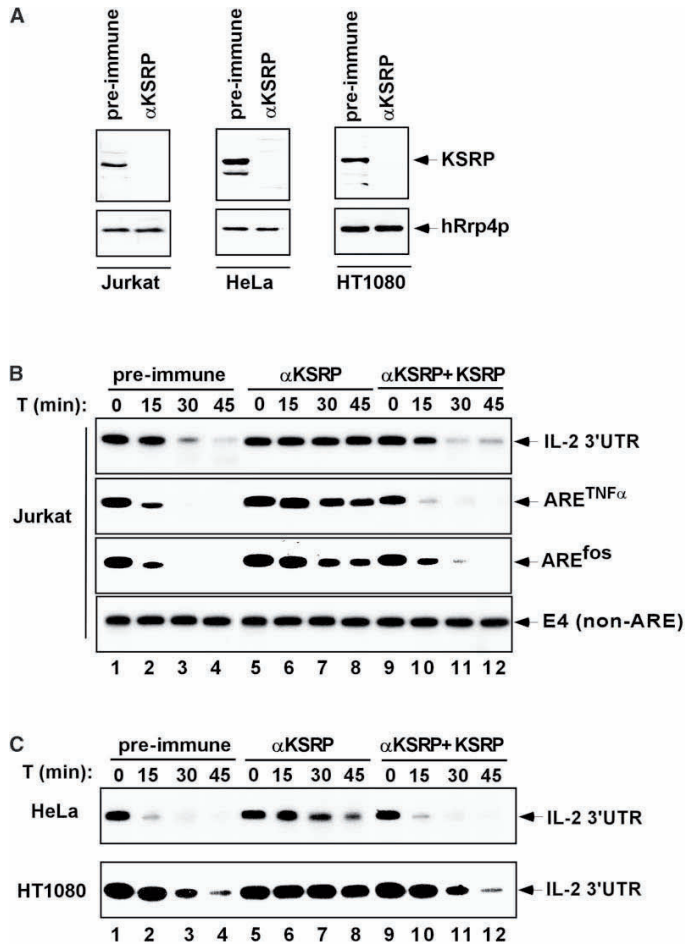 A
pre-immune
αKSRP
pre-immune
αKSRP
pre-immune
αKSRP
KSRP
hRrp4p
Jurkat HeLa HT1080
B
pre-immune αKSRP αKSRP+ KSRP
T (min): 0 15 30 45 0 15 30 45 0 15 30 45
IL-2 3'UTR
Jurkat
ARE^TNFα
ARE^fos
E4 (non-ARE)
1 2 3 4 5 6 7 8 9 10 11 12
C
pre-immune αKSRP αKSRP+ KSRP
T (min): 0 15 30 45 0 15 30 45 0 15 30 45
HeLa IL-2 3'UTR
HT1080 IL-2 3'UTR
1 2 3 4 5 6 7 8 9 10 11 12